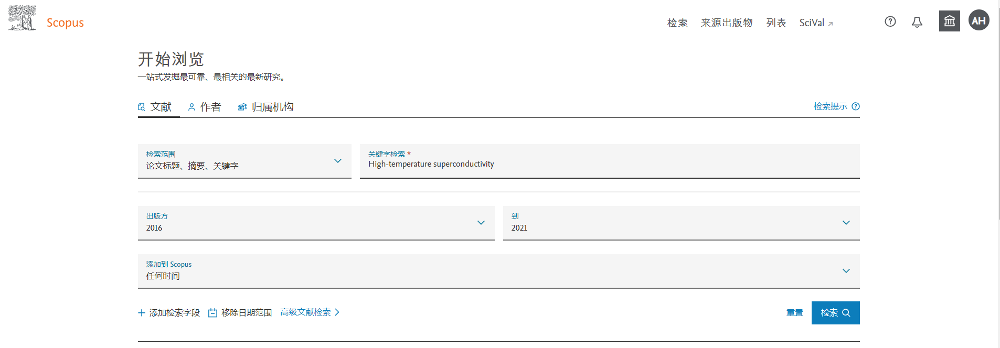 Scopus
检索 来源出版物 列表 SciVal
AH
开始浏览
一站式发掘最可靠、最相关的最新研究。
文献 作者 归属机构 检索提示
检索范围
论文标题、摘要、关键字
关键字检索 *
High-temperature superconductivity
出版方
2016
到
2021
添加到 Scopus
任何时间
添加检索字段 移除日期范围 高级文献检索 重置 检索